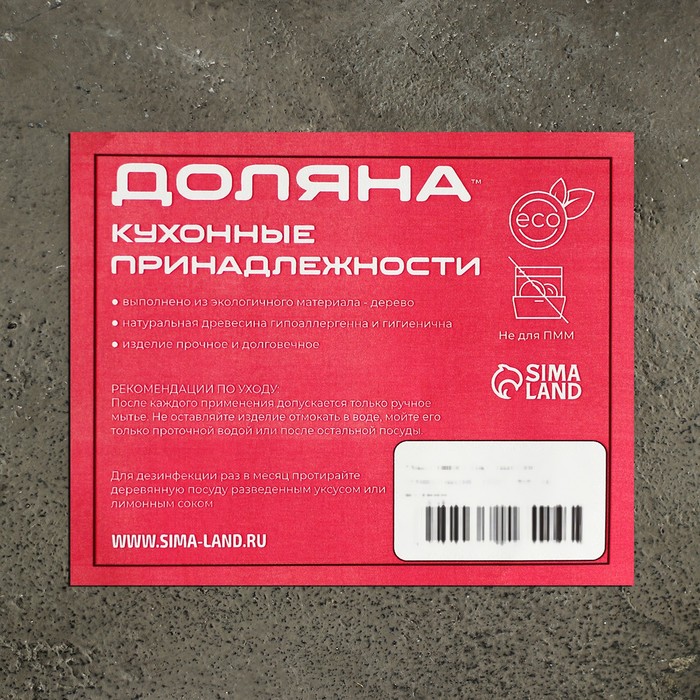 ДОЛЯНА™
КУХОННЫЕ
ПРИНАДЛЕЖНОСТИ
• выполнено из экологичного материала - дерево
• натуральная древесина гипоаллергенна и гигиенична
• изделие прочное и долговечное
eco
Не для ПММ
SIMA
LAND
РЕКОМЕНДАЦИИ ПО УХОДУ:
После каждого применения допускается только ручное
мытье. Не оставляйте изделие отмокать в воде, мойте его
только проточной водой или после остальной посуды.
Для дезинфекции раз в месяц протирайте
деревянную посуду разведенным уксусом или
лимонным соком
WWW.SIMA-LAND.RU